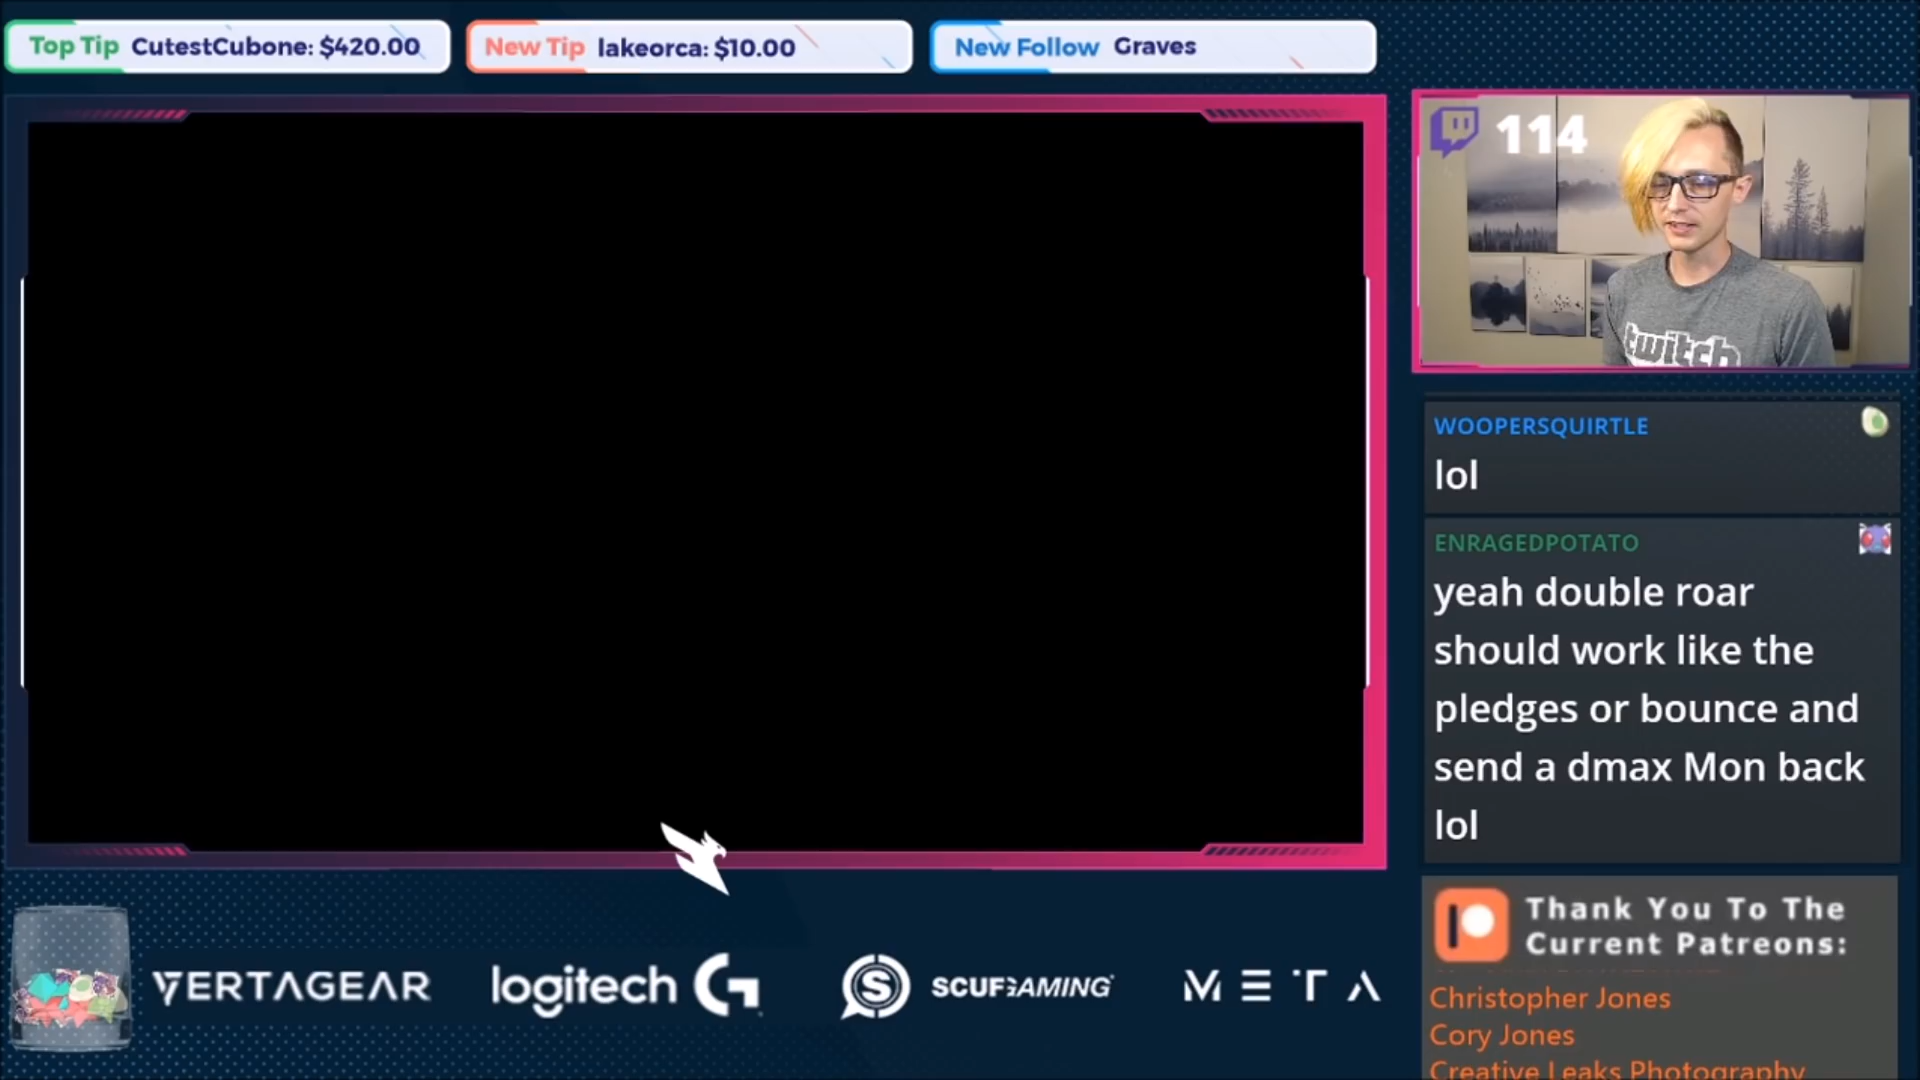 Top Tip CutestCubone: $420.00
New Tip lakeorca: $10.00
New Follow Graves
114
twitch
WOOPERSQUIRTLE
lol
ENRAGEDPOTATO
yeah double roar
should work like the
pledges or bounce and
send a dmax Mon back
lol
Thank You To The
Current Patreons:
Christopher Jones
Cory Jones
Creative Leaks Photography
VERTAGEAR
logitech G
S SCUF GAMING
META